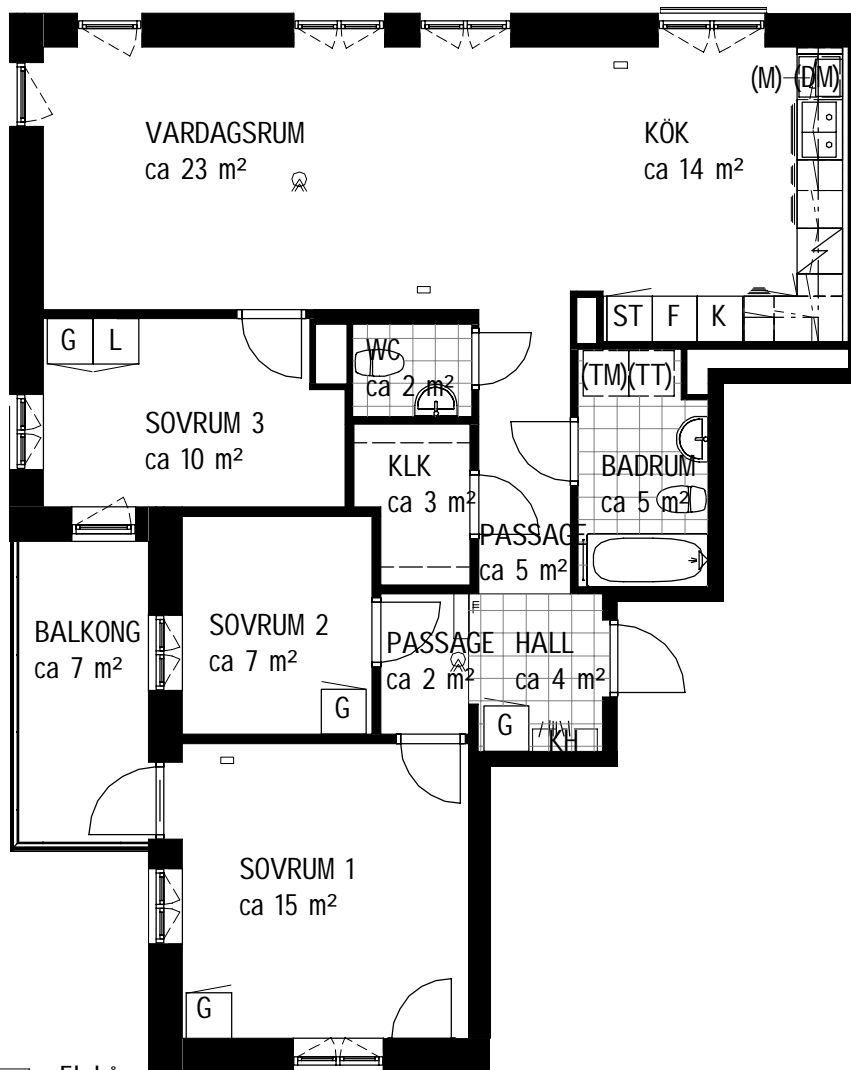 (M) (DM)
VARDAGSRUM
ca 23 m²
KÖK
ca 14 m²
ST F K
G L
WC
ca 2 m²
(TM) (TT)
SOVRUM 3
ca 10 m²
KLK
ca 3 m²
BADRUM
ca 5 m²
PASSAGE
ca 5 m²
BALKONG
ca 7 m²
SOVRUM 2
ca 7 m²
PASSAGE
ca 2 m²
HALL
ca 4 m²
G
G
KH
SOVRUM 1
ca 15 m²
G